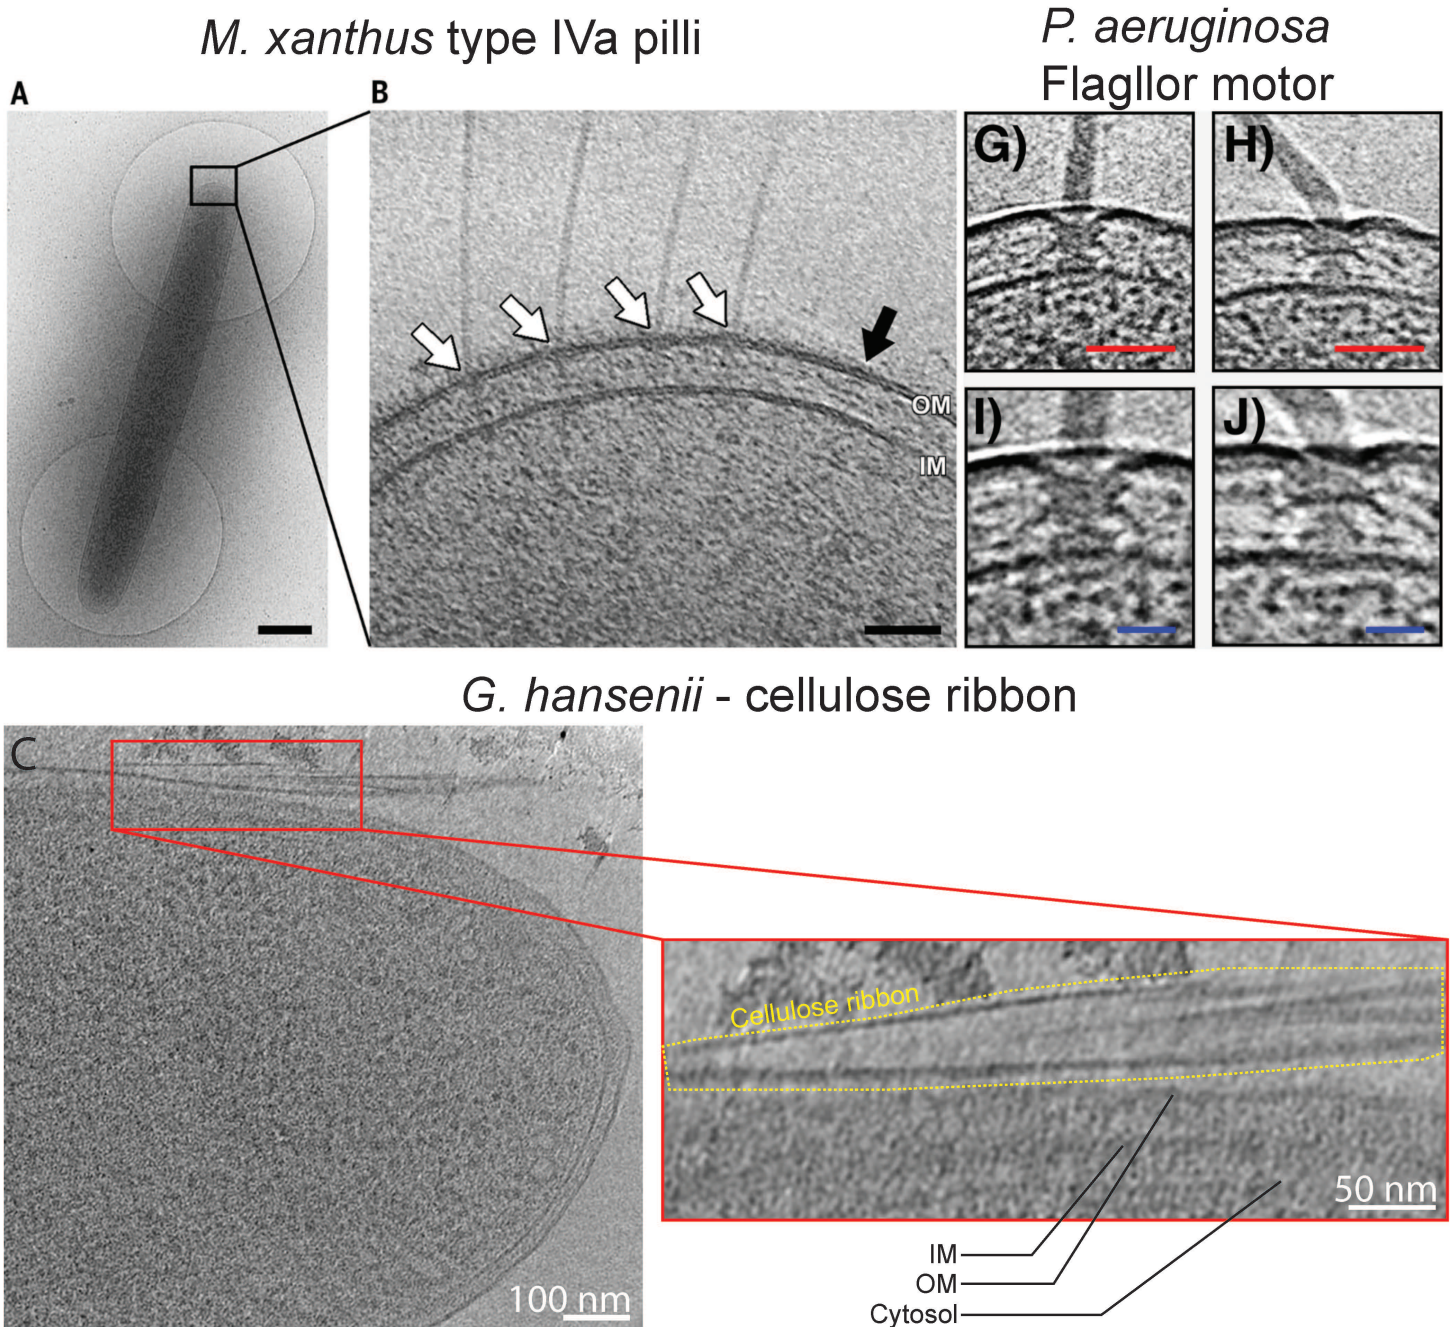 M. xanthus type IVa pilli
P. aeruginosa
Flagllor motor
A
B
OM
IM
G)
H)
I)
J)
G. hansenii - cellulose ribbon
C
100 nm
Cellulose ribbon
50 nm
IM
OM
Cytosol